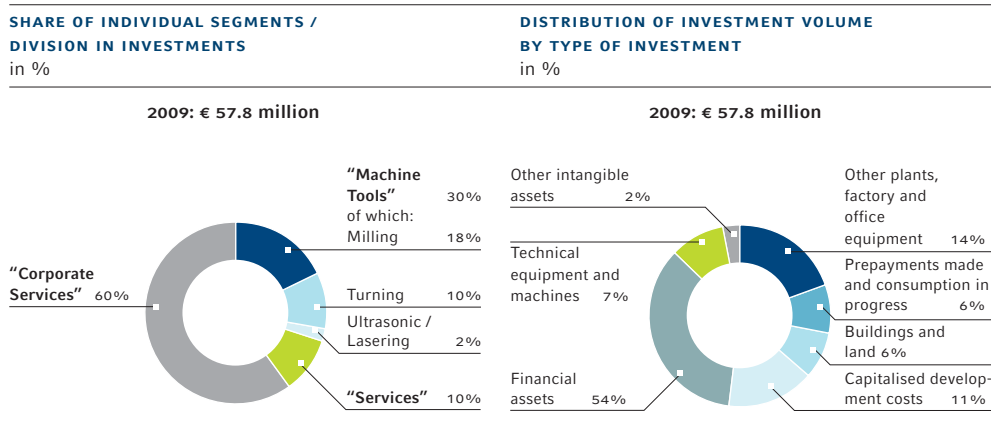 SHARE OF INDIVIDUAL SEGMENTS /
DIVISION IN INVESTMENTS
in %
2009: € 57.8 million
“Machine
Tools” 30%
of which:
Milling 18%
“Corporate
Services” 60%
Turning 10%
Ultrasonic /
Lasering 2%
“Services” 10%
DISTRIBUTION OF INVESTMENT VOLUME
BY TYPE OF INVESTMENT
in %
2009: € 57.8 million
Other intangible
assets 2%
Technical
equipment and
machines 7%
Financial
assets 54%
Other plants,
factory and
office
equipment 14%
Prepayments made
and consumption in
progress 6%
Buildings and
land 6%
Capitalised develop-
ment costs 11%